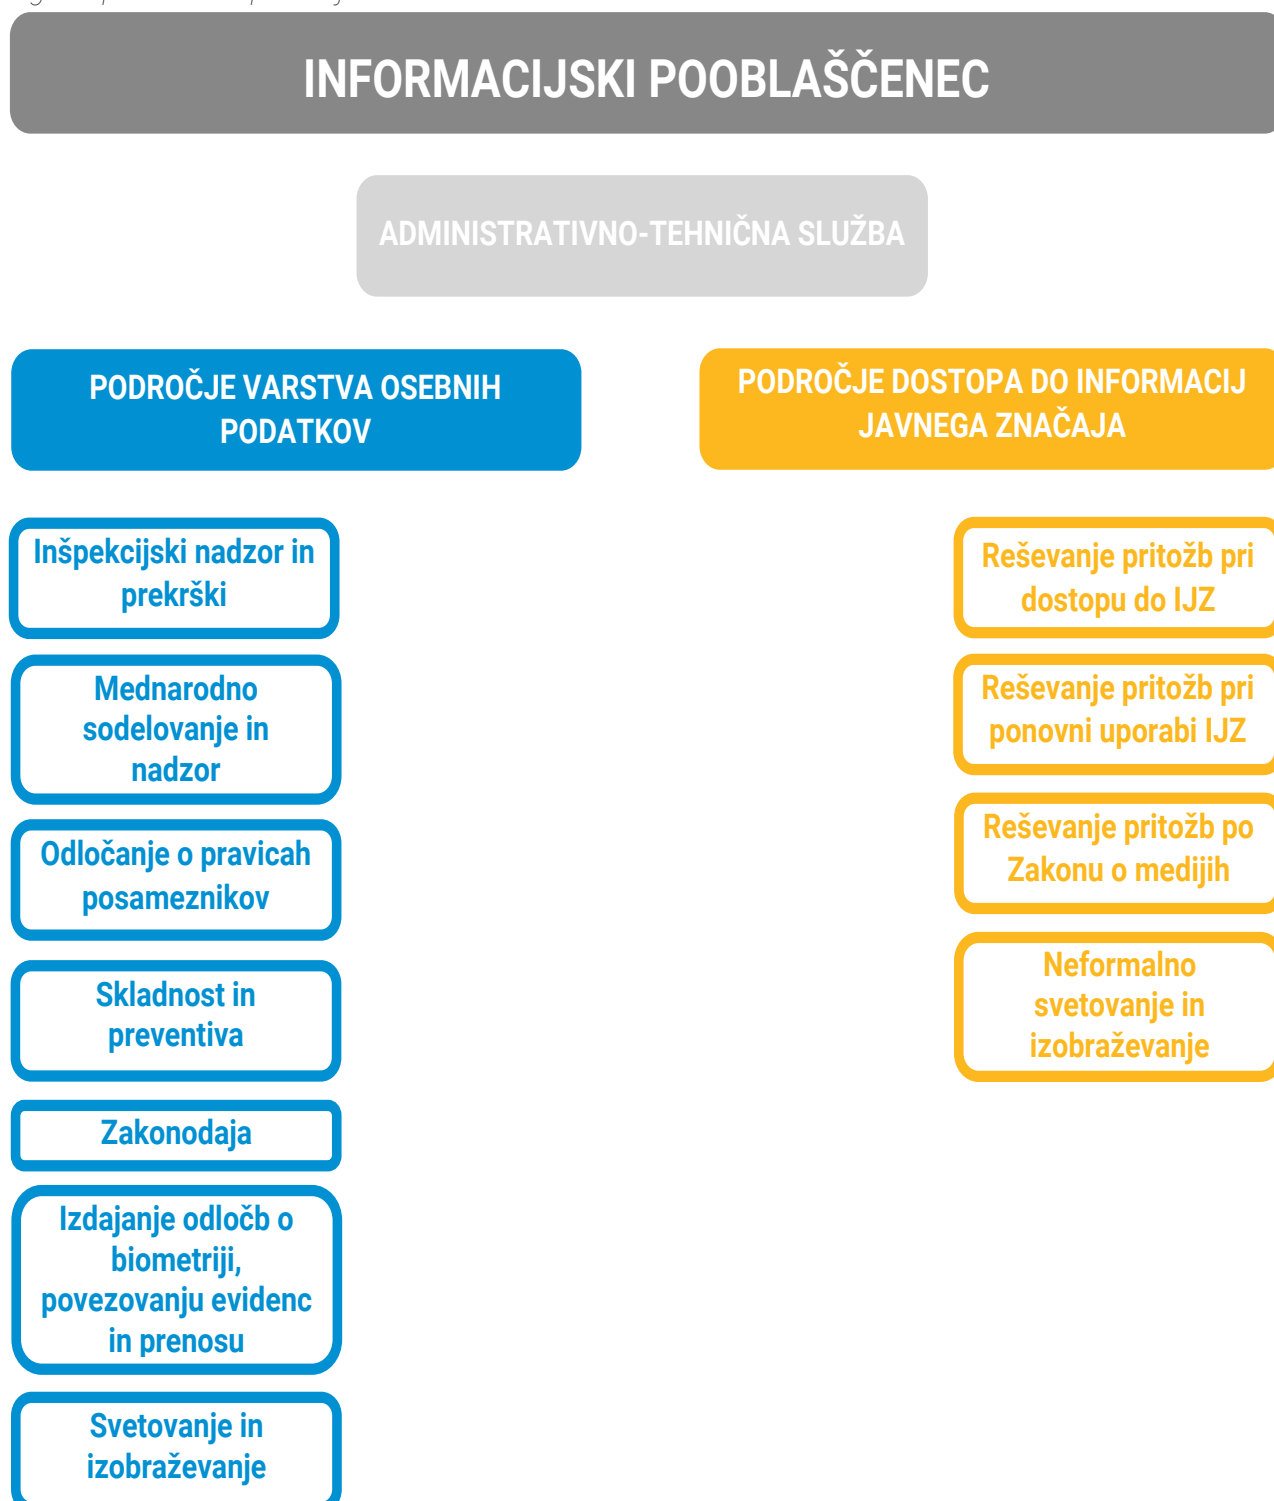 INFORMACIJSKI POOBLAŠČENEC
ADMINISTRATIVNO-TEHNIČNA SLUŽBA
PODROČJE VARSTVA OSEBNIH
PODATKOV
PODROČJE DOSTOPA DO INFORMACIJ
JAVNEGA ZNAČAJA
Inšpekcijski nadzor in
prekrški
Mednarodno
sodelovanje in
nadzor
Odločanje o pravicah
posameznikov
Skladnost in
preventiva
Zakonodaja
Izdajanje odločb o
biometriji,
povezovanju evidenc
in prenosu
Svetovanje in
izobraževanje
Reševanje pritožb pri
dostopu do IJZ
Reševanje pritožb pri
ponovni uporabi IJZ
Reševanje pritožb po
Zakonu o medijih
Neformalno
svetovanje in
izobraževanje